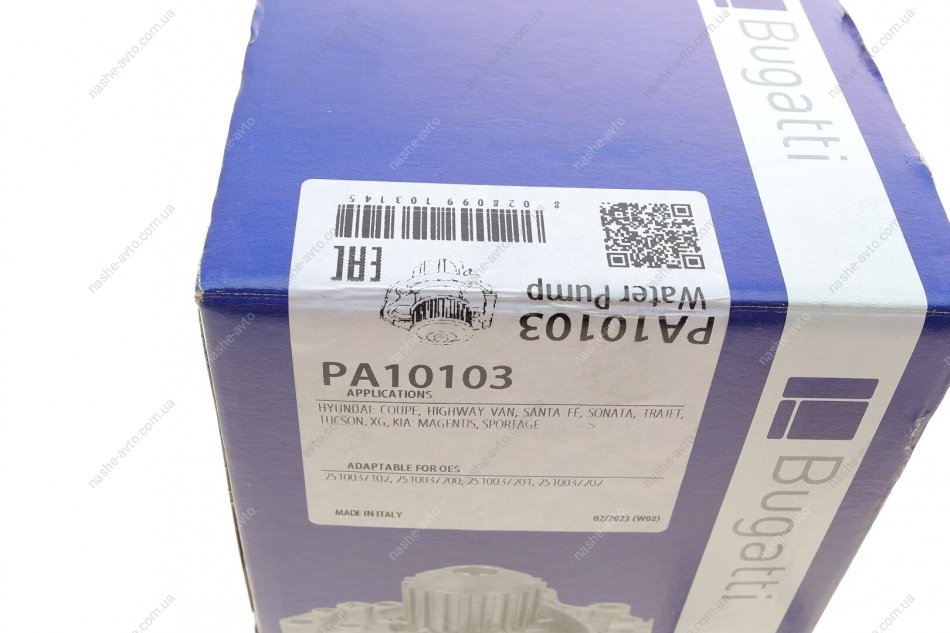 Bugatti
8 028099 103145
EAC
Water Pump
PA10103
PA10103
APPLICATIONS
HYUNDAI: COUPE, HIGHWAY VAN, SANTA FÉ, SONATA, TRAJET,
TUCSON, XG, KIA: MAGENTIS, SPORTAGE ......... >
ADAPTABLE FOR OES
2510037102, 2510037200, 2510037201, 2510037202
MADE IN ITALY
02/2023 (W08)
Bugatti
nashe-avto.com.ua